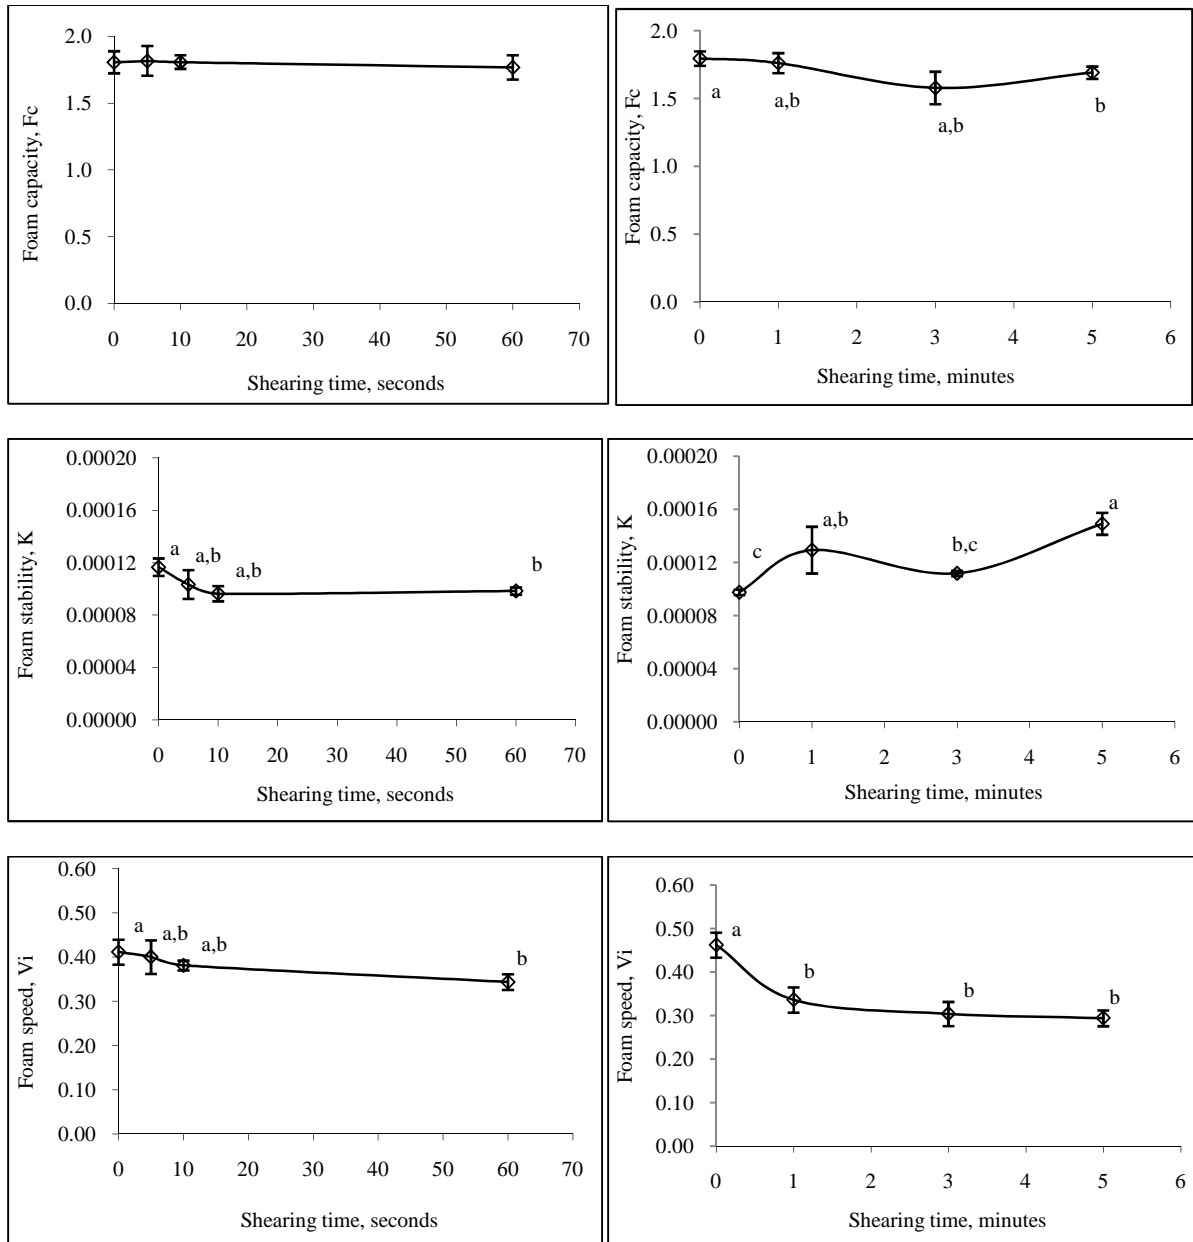 Foam capacity, Fc
2.0
1.5
1.0
0.5
0.0
0 10 20 30 40 50 60 70
Shearing time, seconds
Foam capacity, Fc
2.0
1.5
1.0
0.5
0.0
a
a,b
a,b
b
0 1 2 3 4 5 6
Shearing time, minutes
Foam stability, K
0.00020
0.00016
0.00012
0.00008
0.00004
0.00000
a
a,b
a,b
b
0 10 20 30 40 50 60 70
Shearing time, seconds
Foam stability, K
0.00020
0.00016
0.00012
0.00008
0.00004
0.00000
c
a,b
b,c
a
0 1 2 3 4 5 6
Shearing time, minutes
Foam speed, Vi
0.60
0.50
0.40
0.30
0.20
0.10
0.00
a
a,b
a,b
b
0 10 20 30 40 50 60 70
Shearing time, seconds
Foam speed, Vi
0.60
0.50
0.40
0.30
0.20
0.10
0.00
a
b
b
b
0 1 2 3 4 5 6
Shearing time, minutes